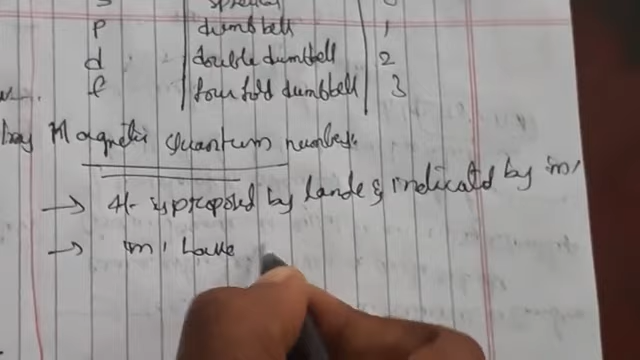 p dumbbell 1
d double dumbbell 2
f four fold dumbbell 3
Magnetic quantum number:
→ It is proposed by Lande & indicated by 'm'
→ 'm' have